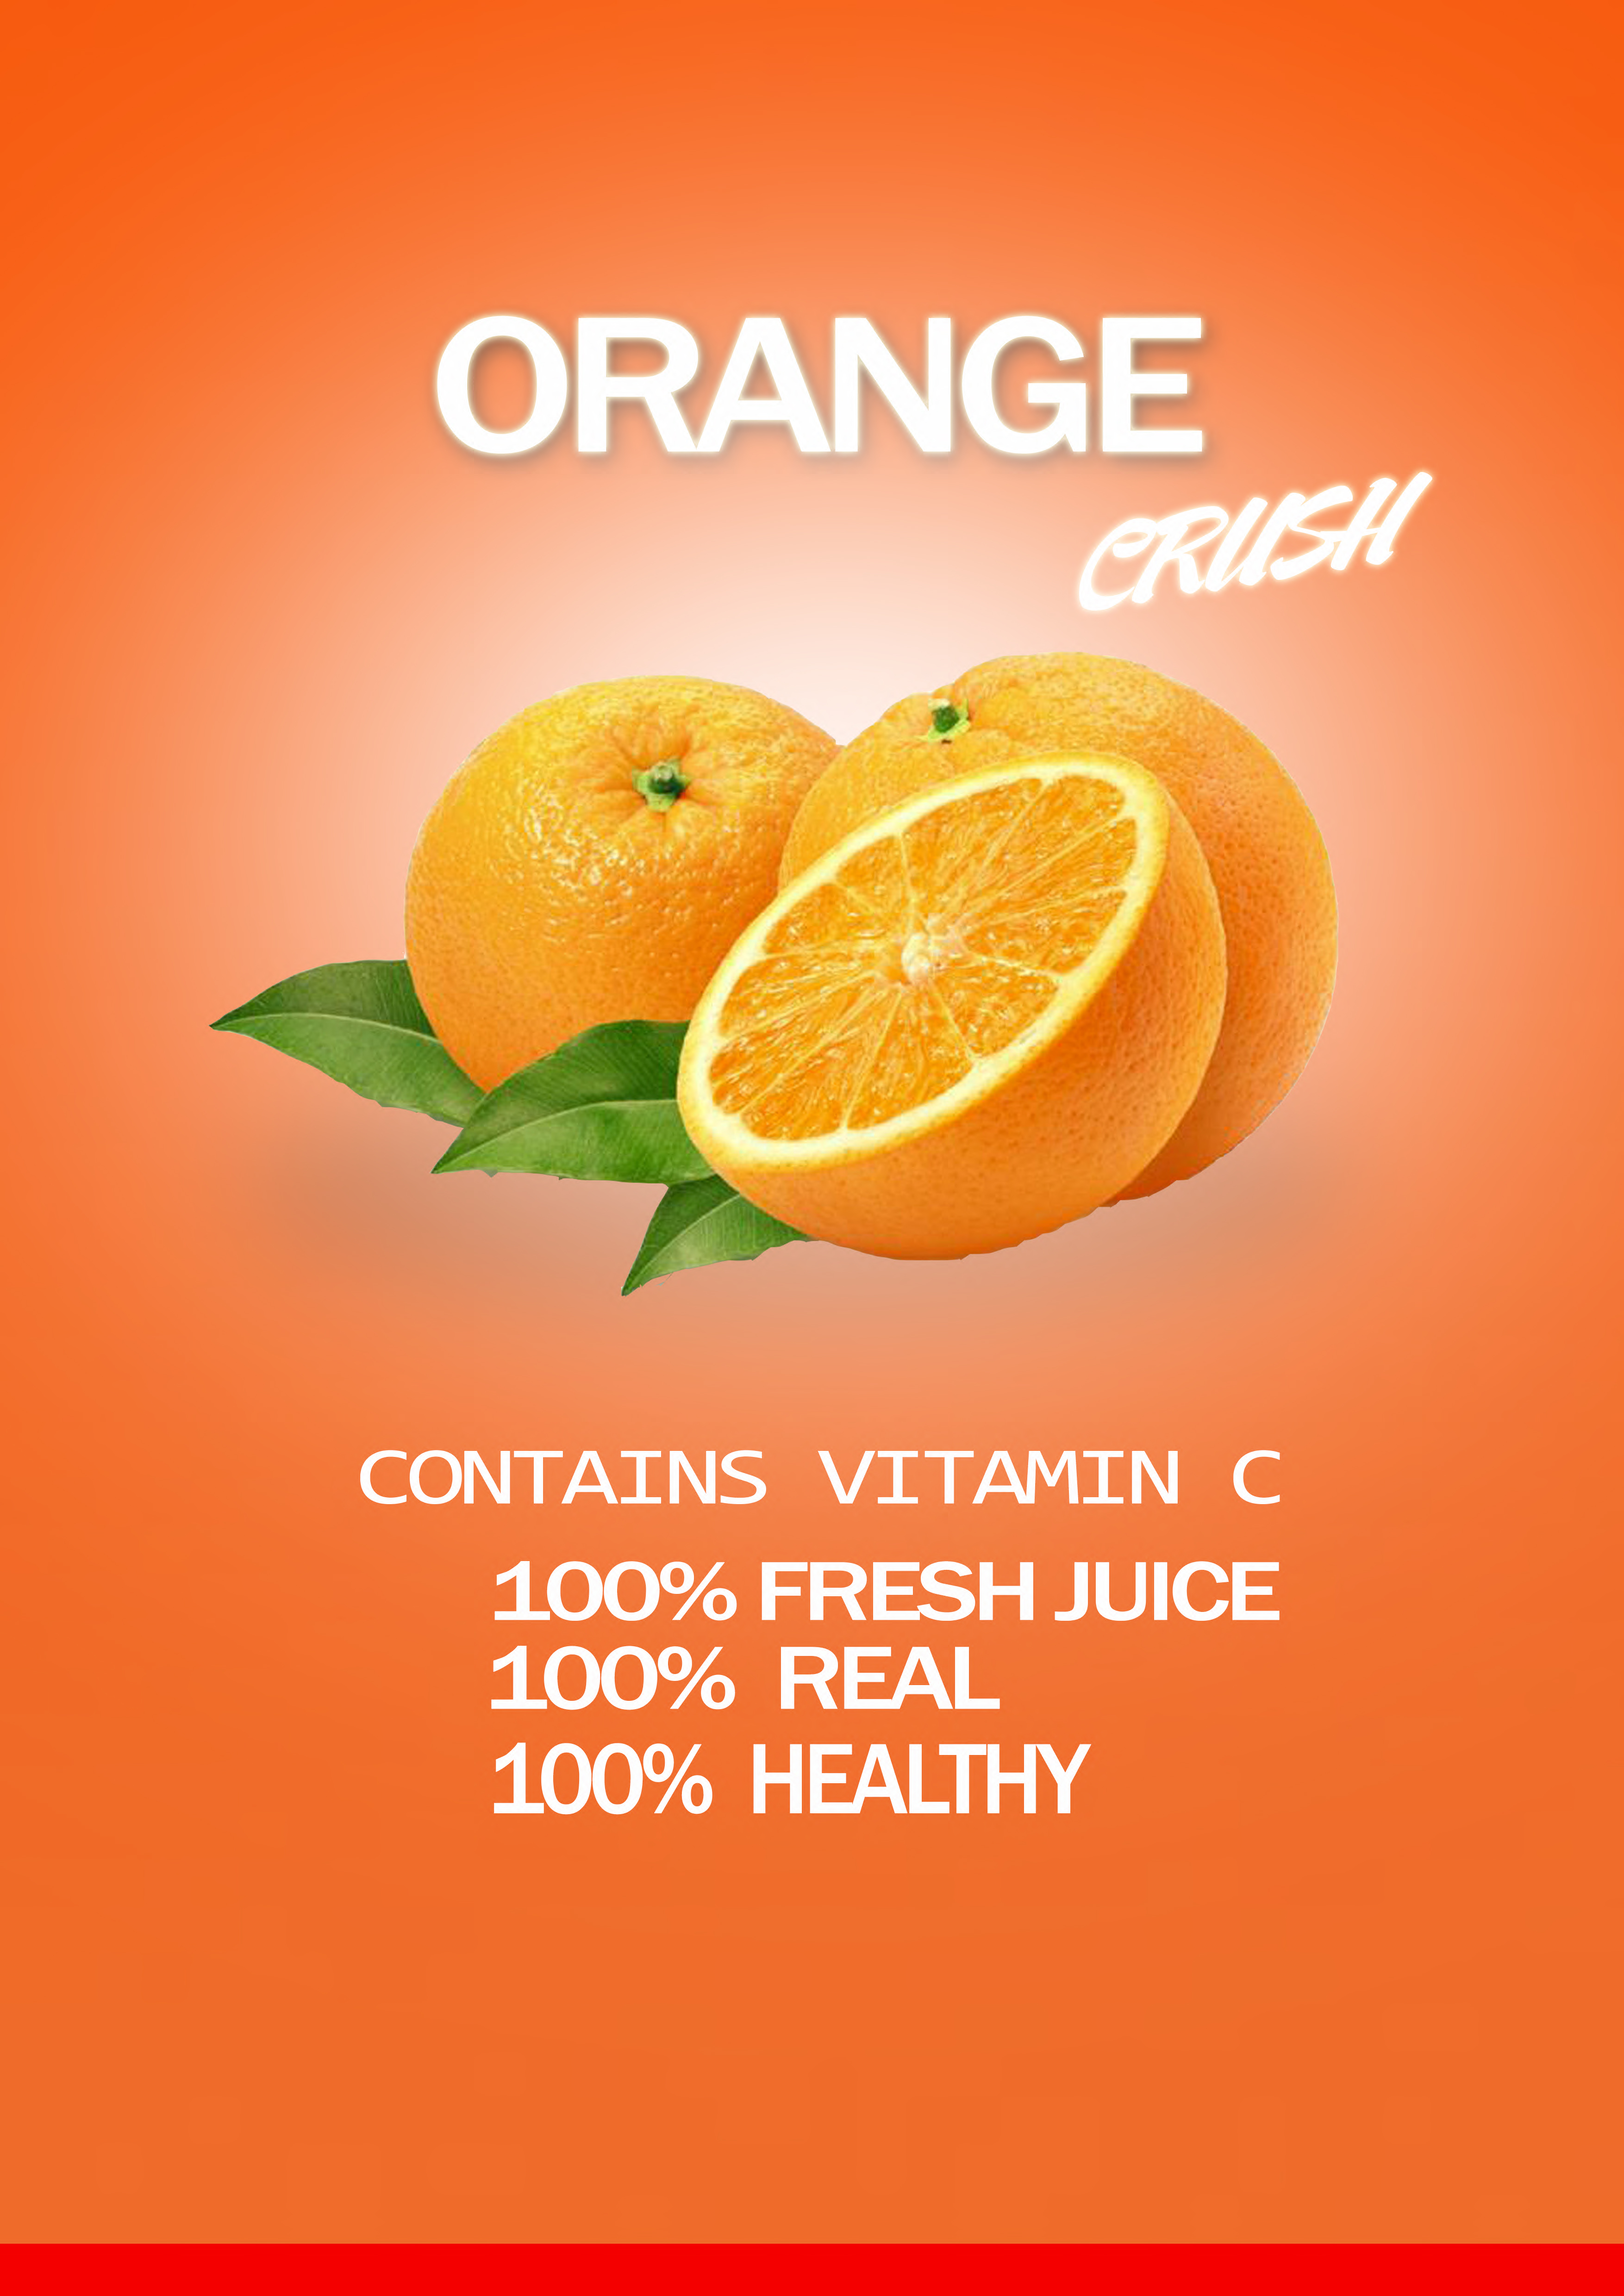 ORANGE
CRUSH
CONTAINS VITAMIN C
100% FRESH JUICE
100% REAL
100% HEALTHY